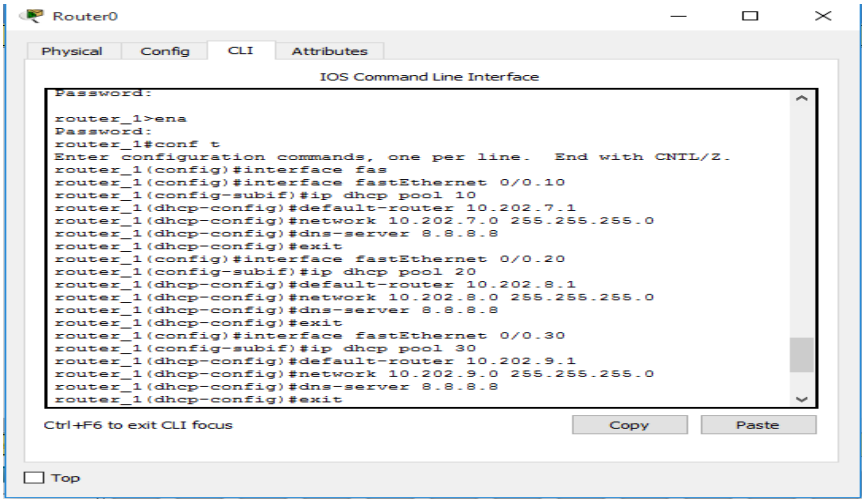 Router0
Physical Config CLI Attributes
IOS Command Line Interface
Password:
router_1>ena
Password:
router_1#conf t
Enter configuration commands, one per line.  End with CNTL/Z.
router_1(config)#interface fas
router_1(config)#interface fastEthernet 0/0.10
router_1(config-subif)#ip dhcp pool 10
router_1(dhcp-config)#default-router 10.202.7.1
router_1(dhcp-config)#network 10.202.7.0 255.255.255.0
router_1(dhcp-config)#dns-server 8.8.8.8
router_1(dhcp-config)#exit
router_1(config)#interface fastEthernet 0/0.20
router_1(config-subif)#ip dhcp pool 20
router_1(dhcp-config)#default-router 10.202.8.1
router_1(dhcp-config)#network 10.202.8.0 255.255.255.0
router_1(dhcp-config)#dns-server 8.8.8.8
router_1(dhcp-config)#exit
router_1(config)#interface fastEthernet 0/0.30
router_1(config-subif)#ip dhcp pool 30
router_1(dhcp-config)#default-router 10.202.9.1
router_1(dhcp-config)#network 10.202.9.0 255.255.255.0
router_1(dhcp-config)#dns-server 8.8.8.8
router_1(dhcp-config)#exit
Ctrl+F6 to exit CLI focus Copy Paste
Top